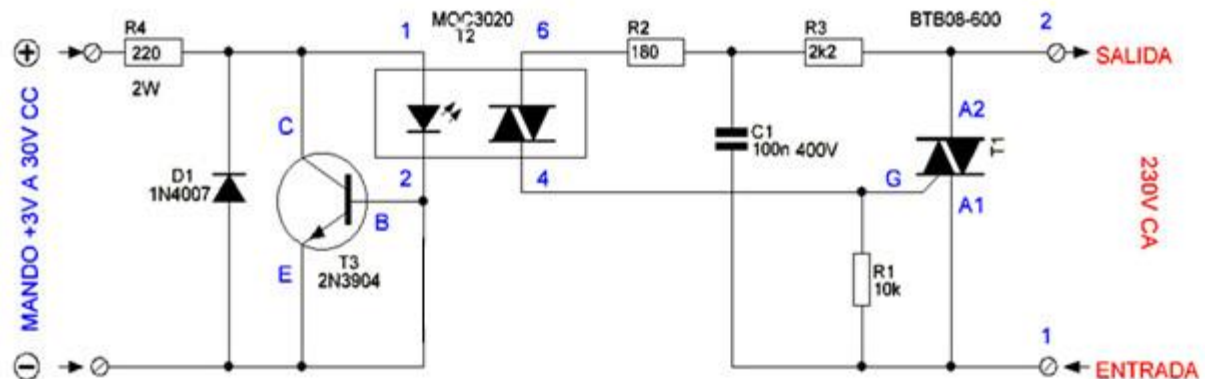 MOC3020
T2
BTB08-600
2
1
6
R4
220
2W
R2
180
R3
2k2
SALIDA
MANDO +3V A 30V CC
C
A2
C1
100n 400V
T1
D1
1N4007
2
4
G
A1
B
230V CA
E
T3
2N3904
R1
10k
1
ENTRADA